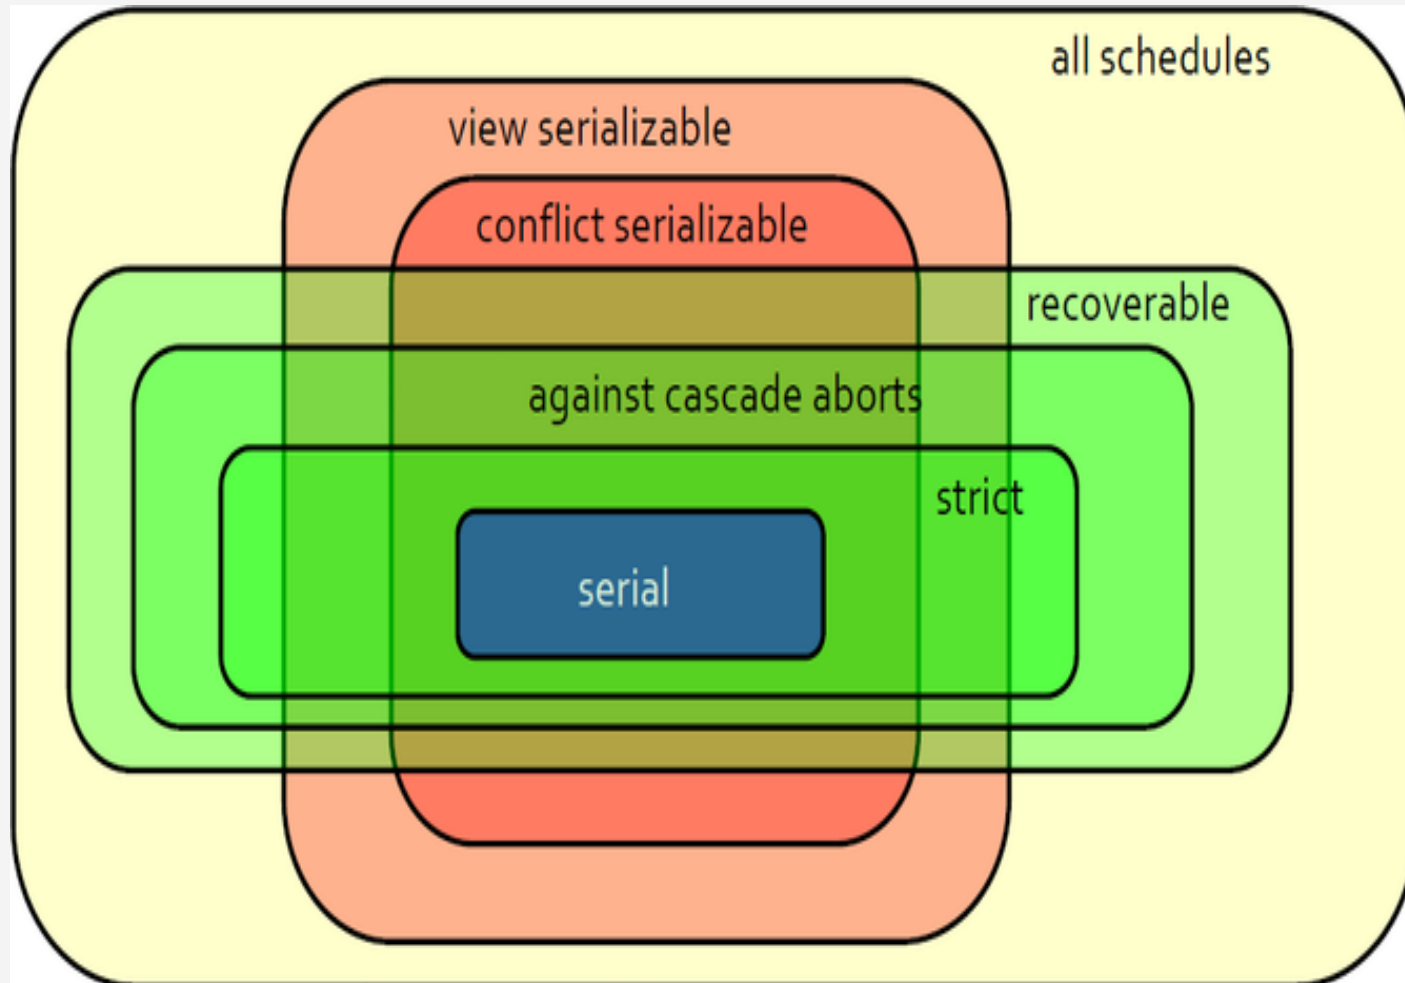 all schedules
view serializable
conflict serializable
recoverable
against cascade aborts
strict
serial